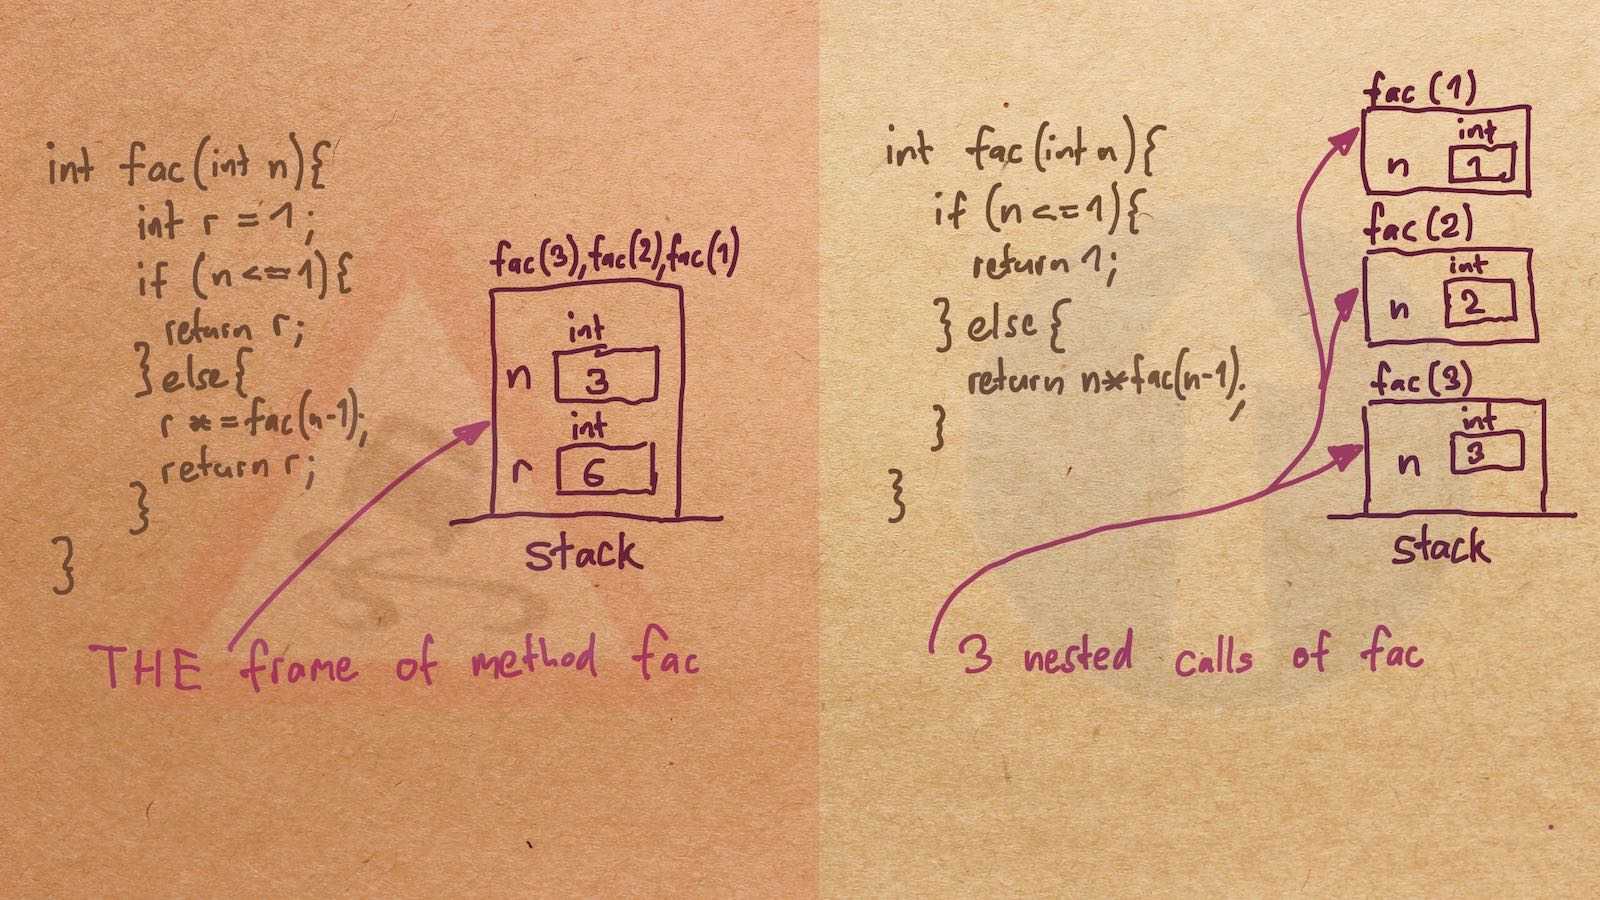 int fac(int n){
int r = 1;
if (n <= 1){
return r;
} else {
r *= fac(n-1);
return r;
}
}
fac(3), fac(2), fac(1)
int
n 3
int
r 6
stack
THE frame of method fac
int fac(int n){
if (n <= 1){
return 1;
} else {
return n*fac(n-1);
}
}
fac(1)
int
n 1
fac(2)
int
n 2
fac(3)
int
n 3
stack
3 nested calls of fac